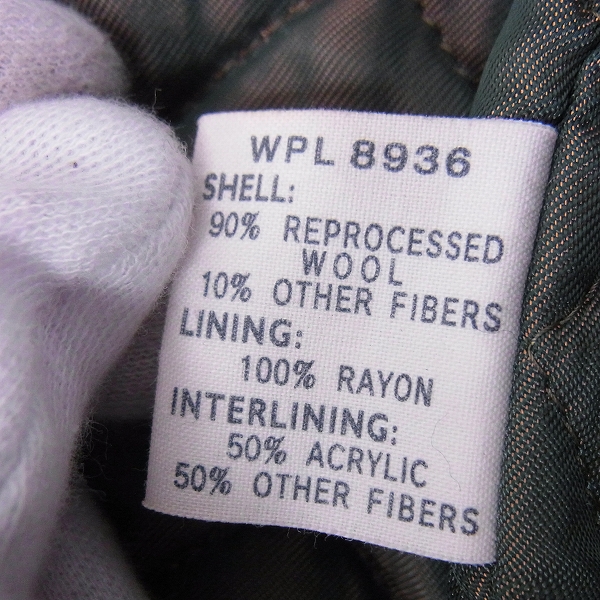 WPL 8936
SHELL:
90% REPROCESSED
WOOL
10% OTHER FIBERS
LINING:
100% RAYON
INTERLINING:
50% ACRYLIC
50% OTHER FIBERS